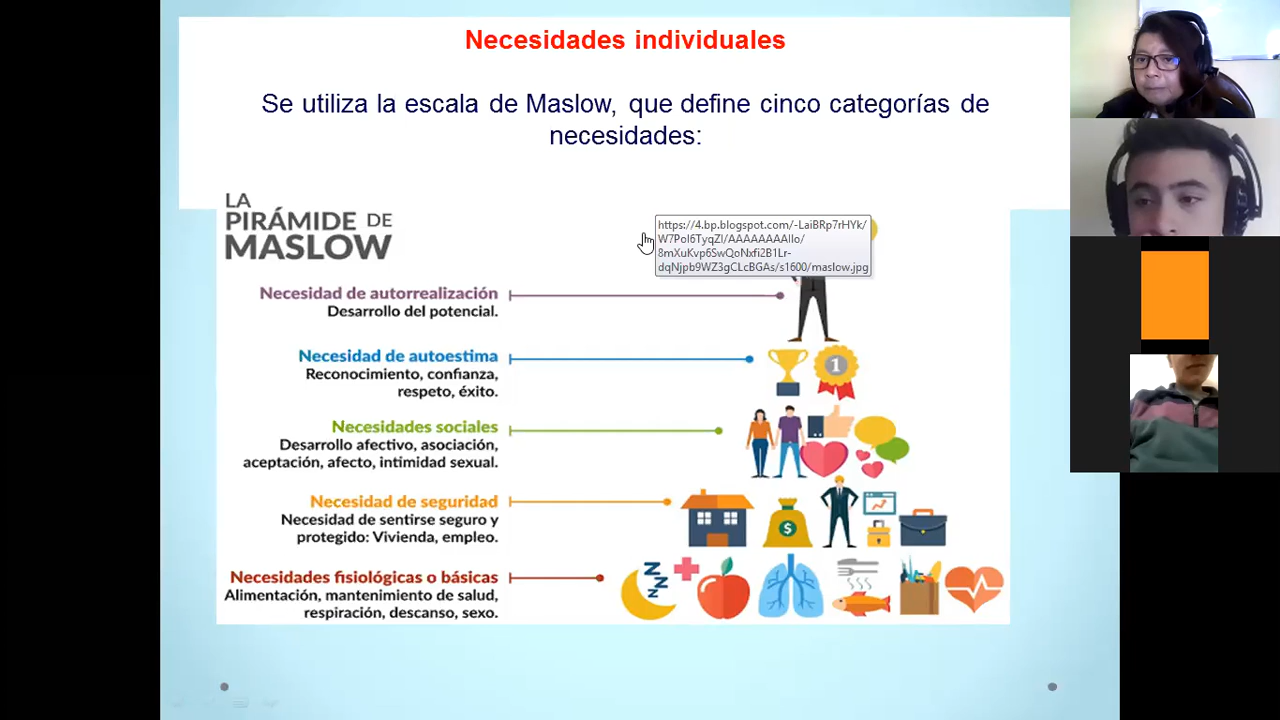 Necesidades individuales
Se utiliza la escala de Maslow, que define cinco categorías de
necesidades:
LA
PIRÁMIDE DE
MASLOW
https://4.bp.blogspot.com/-LaiBRp7rHYk/
W7PoI6TyqZI/AAAAAAAAIIo/
8mXuKvp6SwQoNxfi2B1Lr-
dqNjpb9WZ3gCLcBGAs/s1600/maslow.jpg
Necesidad de autorrealización
Desarrollo del potencial.
Necesidad de autoestima
Reconocimiento, confianza,
respeto, éxito.
1
Necesidades sociales
Desarrollo afectivo, asociación,
aceptación, afecto, intimidad sexual.
Necesidad de seguridad
Necesidad de sentirse seguro y
protegido: Vivienda, empleo.
$
Necesidades fisiológicas o básicas
Alimentación, mantenimiento de salud,
respiración, descanso, sexo.
Z
Z
Z